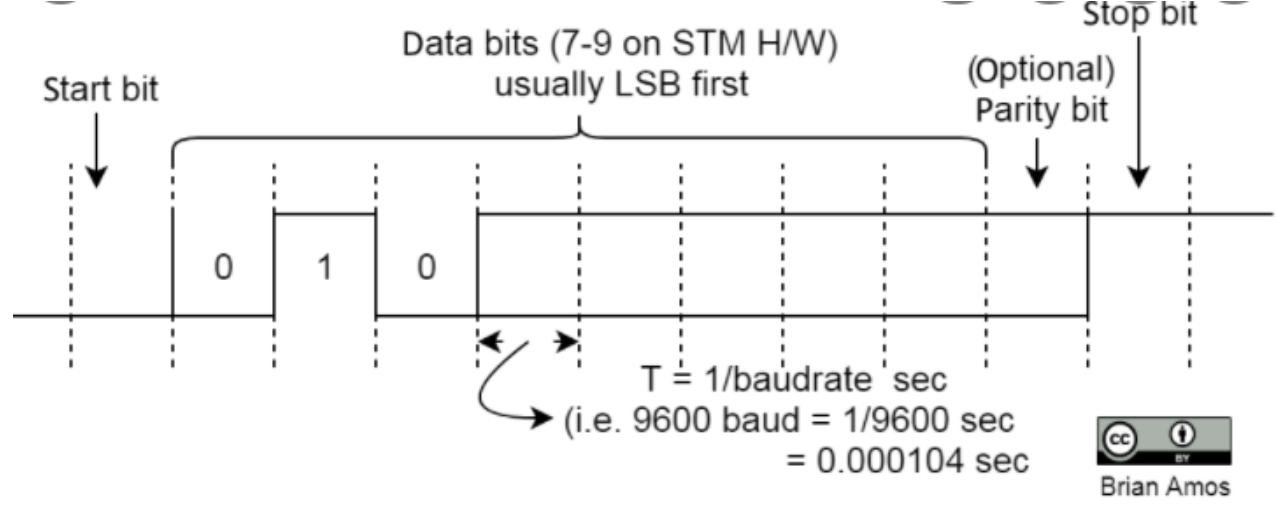 Stop bit
Data bits (7-9 on STM H/W)
usually LSB first
(Optional)
Parity bit
Start bit
0 1 0
T = 1/baudrate sec
(i.e. 9600 baud = 1/9600 sec
= 0.000104 sec
cc
BY
Brian Amos